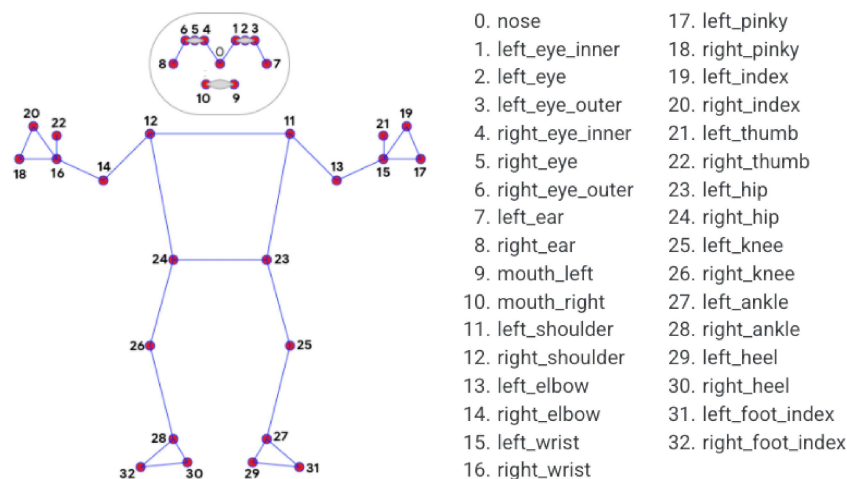 6 5 4 1 2 3
0
8 7
10 9
20 22 12 11 21 19
18 16 14 13 15 17
24 23
26 25
28 27
32 30 29 31
0. nose
1. left_eye_inner
2. left_eye
3. left_eye_outer
4. right_eye_inner
5. right_eye
6. right_eye_outer
7. left_ear
8. right_ear
9. mouth_left
10. mouth_right
11. left_shoulder
12. right_shoulder
13. left_elbow
14. right_elbow
15. left_wrist
16. right_wrist
17. left_pinky
18. right_pinky
19. left_index
20. right_index
21. left_thumb
22. right_thumb
23. left_hip
24. right_hip
25. left_knee
26. right_knee
27. left_ankle
28. right_ankle
29. left_heel
30. right_heel
31. left_foot_index
32. right_foot_index